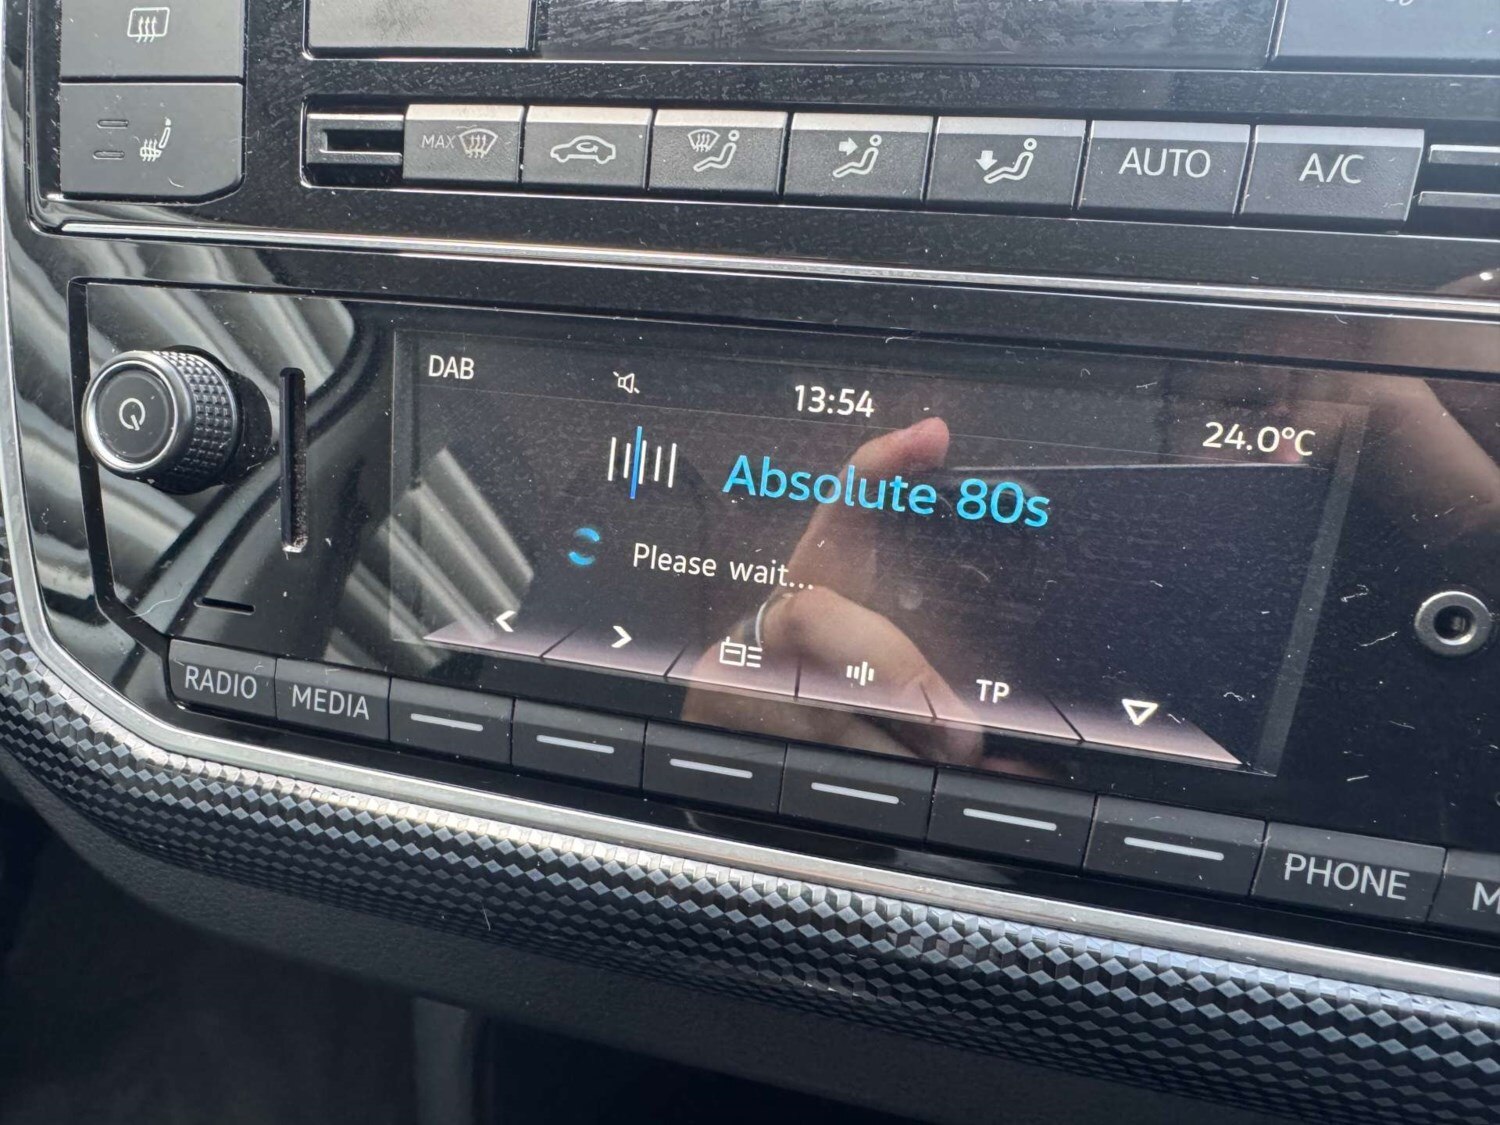 MAX
AUTO
A/C
DAB
13:54
24.0°C
Absolute 80s
Please wait...
TP
RADIO
MEDIA
PHONE